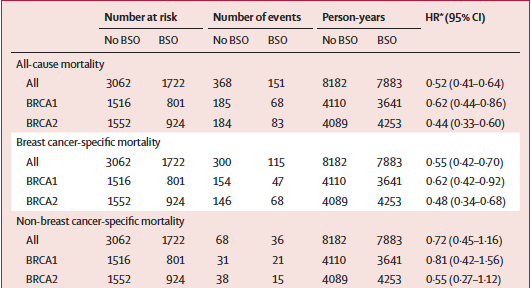 Number at risk Number of events Person-years HR* (95% CI)
No BSO BSO No BSO BSO No BSO BSO
All-cause mortality
All 3062 1722 368 151 8182 7883 0·52 (0·41–0·64)
BRCA1 1516 801 185 68 4110 3641 0·62 (0·44–0·86)
BRCA2 1552 924 184 83 4089 4253 0·44 (0·33–0·60)
Breast cancer-specific mortality
All 3062 1722 300 115 8182 7883 0·55 (0·42–0·70)
BRCA1 1516 801 154 47 4110 3641 0·62 (0·42–0·92)
BRCA2 1552 924 146 68 4089 4253 0·48 (0·34–0·68)
Non-breast cancer-specific mortality
All 3062 1722 68 36 8182 7883 0·72 (0·45–1·16)
BRCA1 1516 801 31 21 4110 3641 0·81 (0·42–1·56)
BRCA2 1552 924 38 15 4089 4253 0·55 (0·27–1·12)